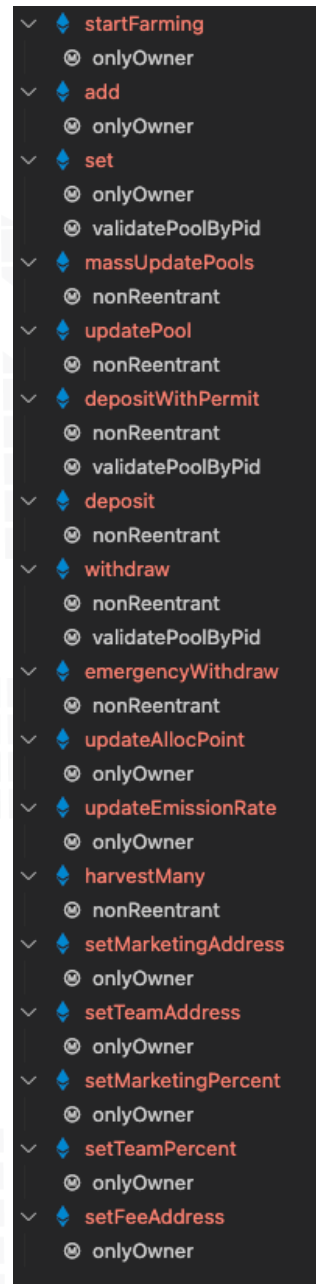 startFarming
onlyOwner
add
onlyOwner
set
onlyOwner
validatePoolByPid
massUpdatePools
nonReentrant
updatePool
nonReentrant
depositWithPermit
nonReentrant
validatePoolByPid
deposit
nonReentrant
withdraw
nonReentrant
validatePoolByPid
emergencyWithdraw
nonReentrant
updateAllocPoint
onlyOwner
updateEmissionRate
onlyOwner
harvestMany
nonReentrant
setMarketingAddress
onlyOwner
setTeamAddress
onlyOwner
setMarketingPercent
onlyOwner
setTeamPercent
onlyOwner
setFeeAddress
onlyOwner